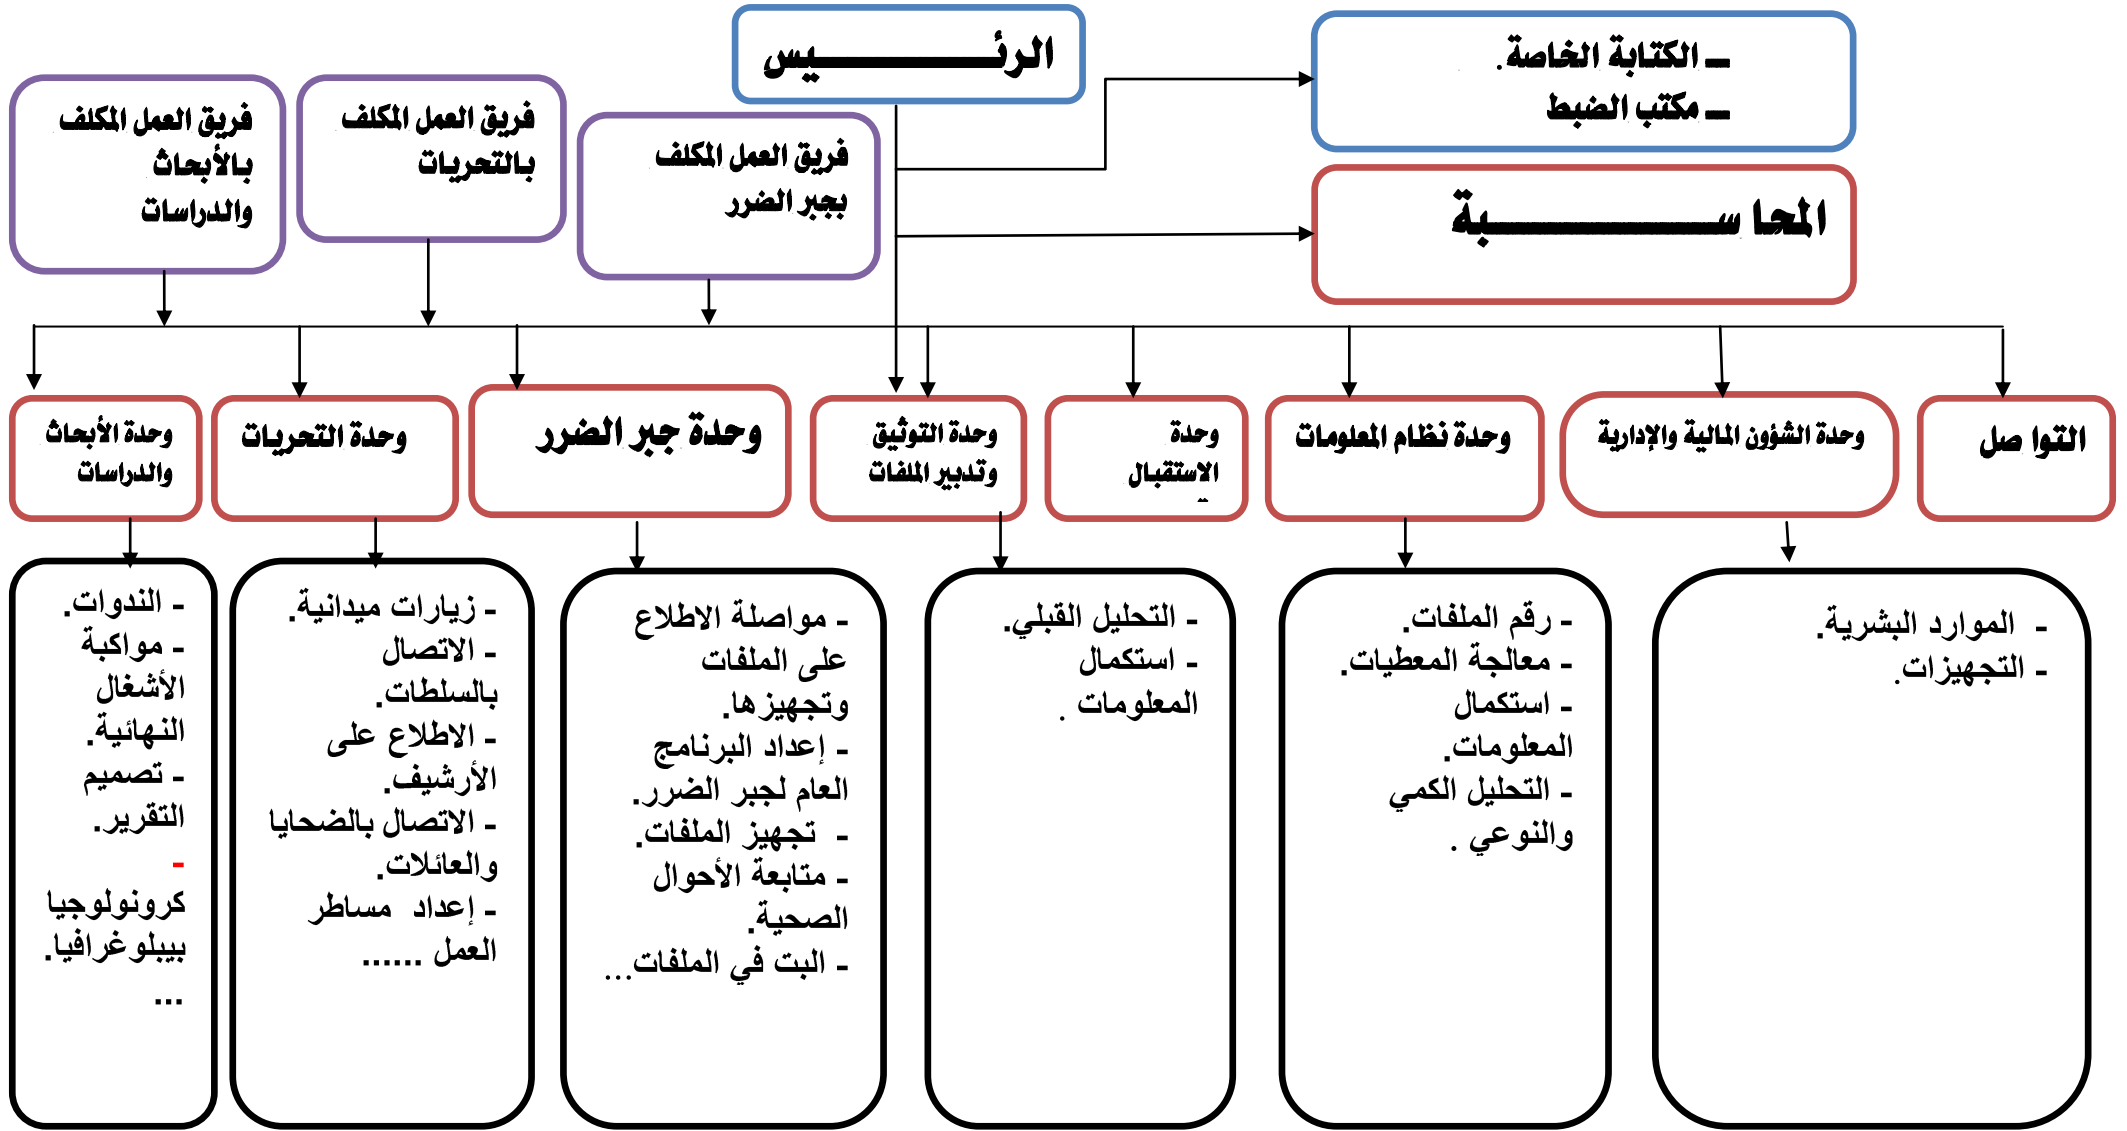 الرئـــــــــيس
ــ الكتابة الخاصة.
ــ مكتب الضبط
المحا ســــــــــــبة
فريق العمل المكلف
بجبر الضرر
فريق العمل المكلف
بالتحريات
فريق العمل المكلف
بالأبحاث
والدراسات
التوا صل
وحدة الشؤون المالية والإدارية
وحدة نظام المعلومات
وحدة
الاستقبال
وحدة التوثيق
وتدبير الملفات
وحدة جبر الضرر
وحدة التحريات
وحدة الأبحاث
والدراسات
- الموارد البشرية.
- التجهيزات.
- رقم الملفات.
- معالجة المعطيات.
- استكمال
المعلومات.
- التحليل الكمي
والنوعي .
- التحليل القبلي.
- استكمال
المعلومات .
- مواصلة الاطلاع
على الملفات
وتجهيزها.
- إعداد البرنامج
العام لجبر الضرر.
- تجهيز الملفات.
- متابعة الأحوال
الصحية.
- البت في الملفات...
- زيارات ميدانية.
- الاتصال
بالسلطات.
- الاطلاع على
الأرشيف.
- الاتصال بالضحايا
والعائلات.
- إعداد مساطر
العمل ......
- الندوات.
- مواكبة
الأشغال
النهائية.
- تصميم
التقرير.
-
كرونولوجيا
بيبلوغرافيا.
...